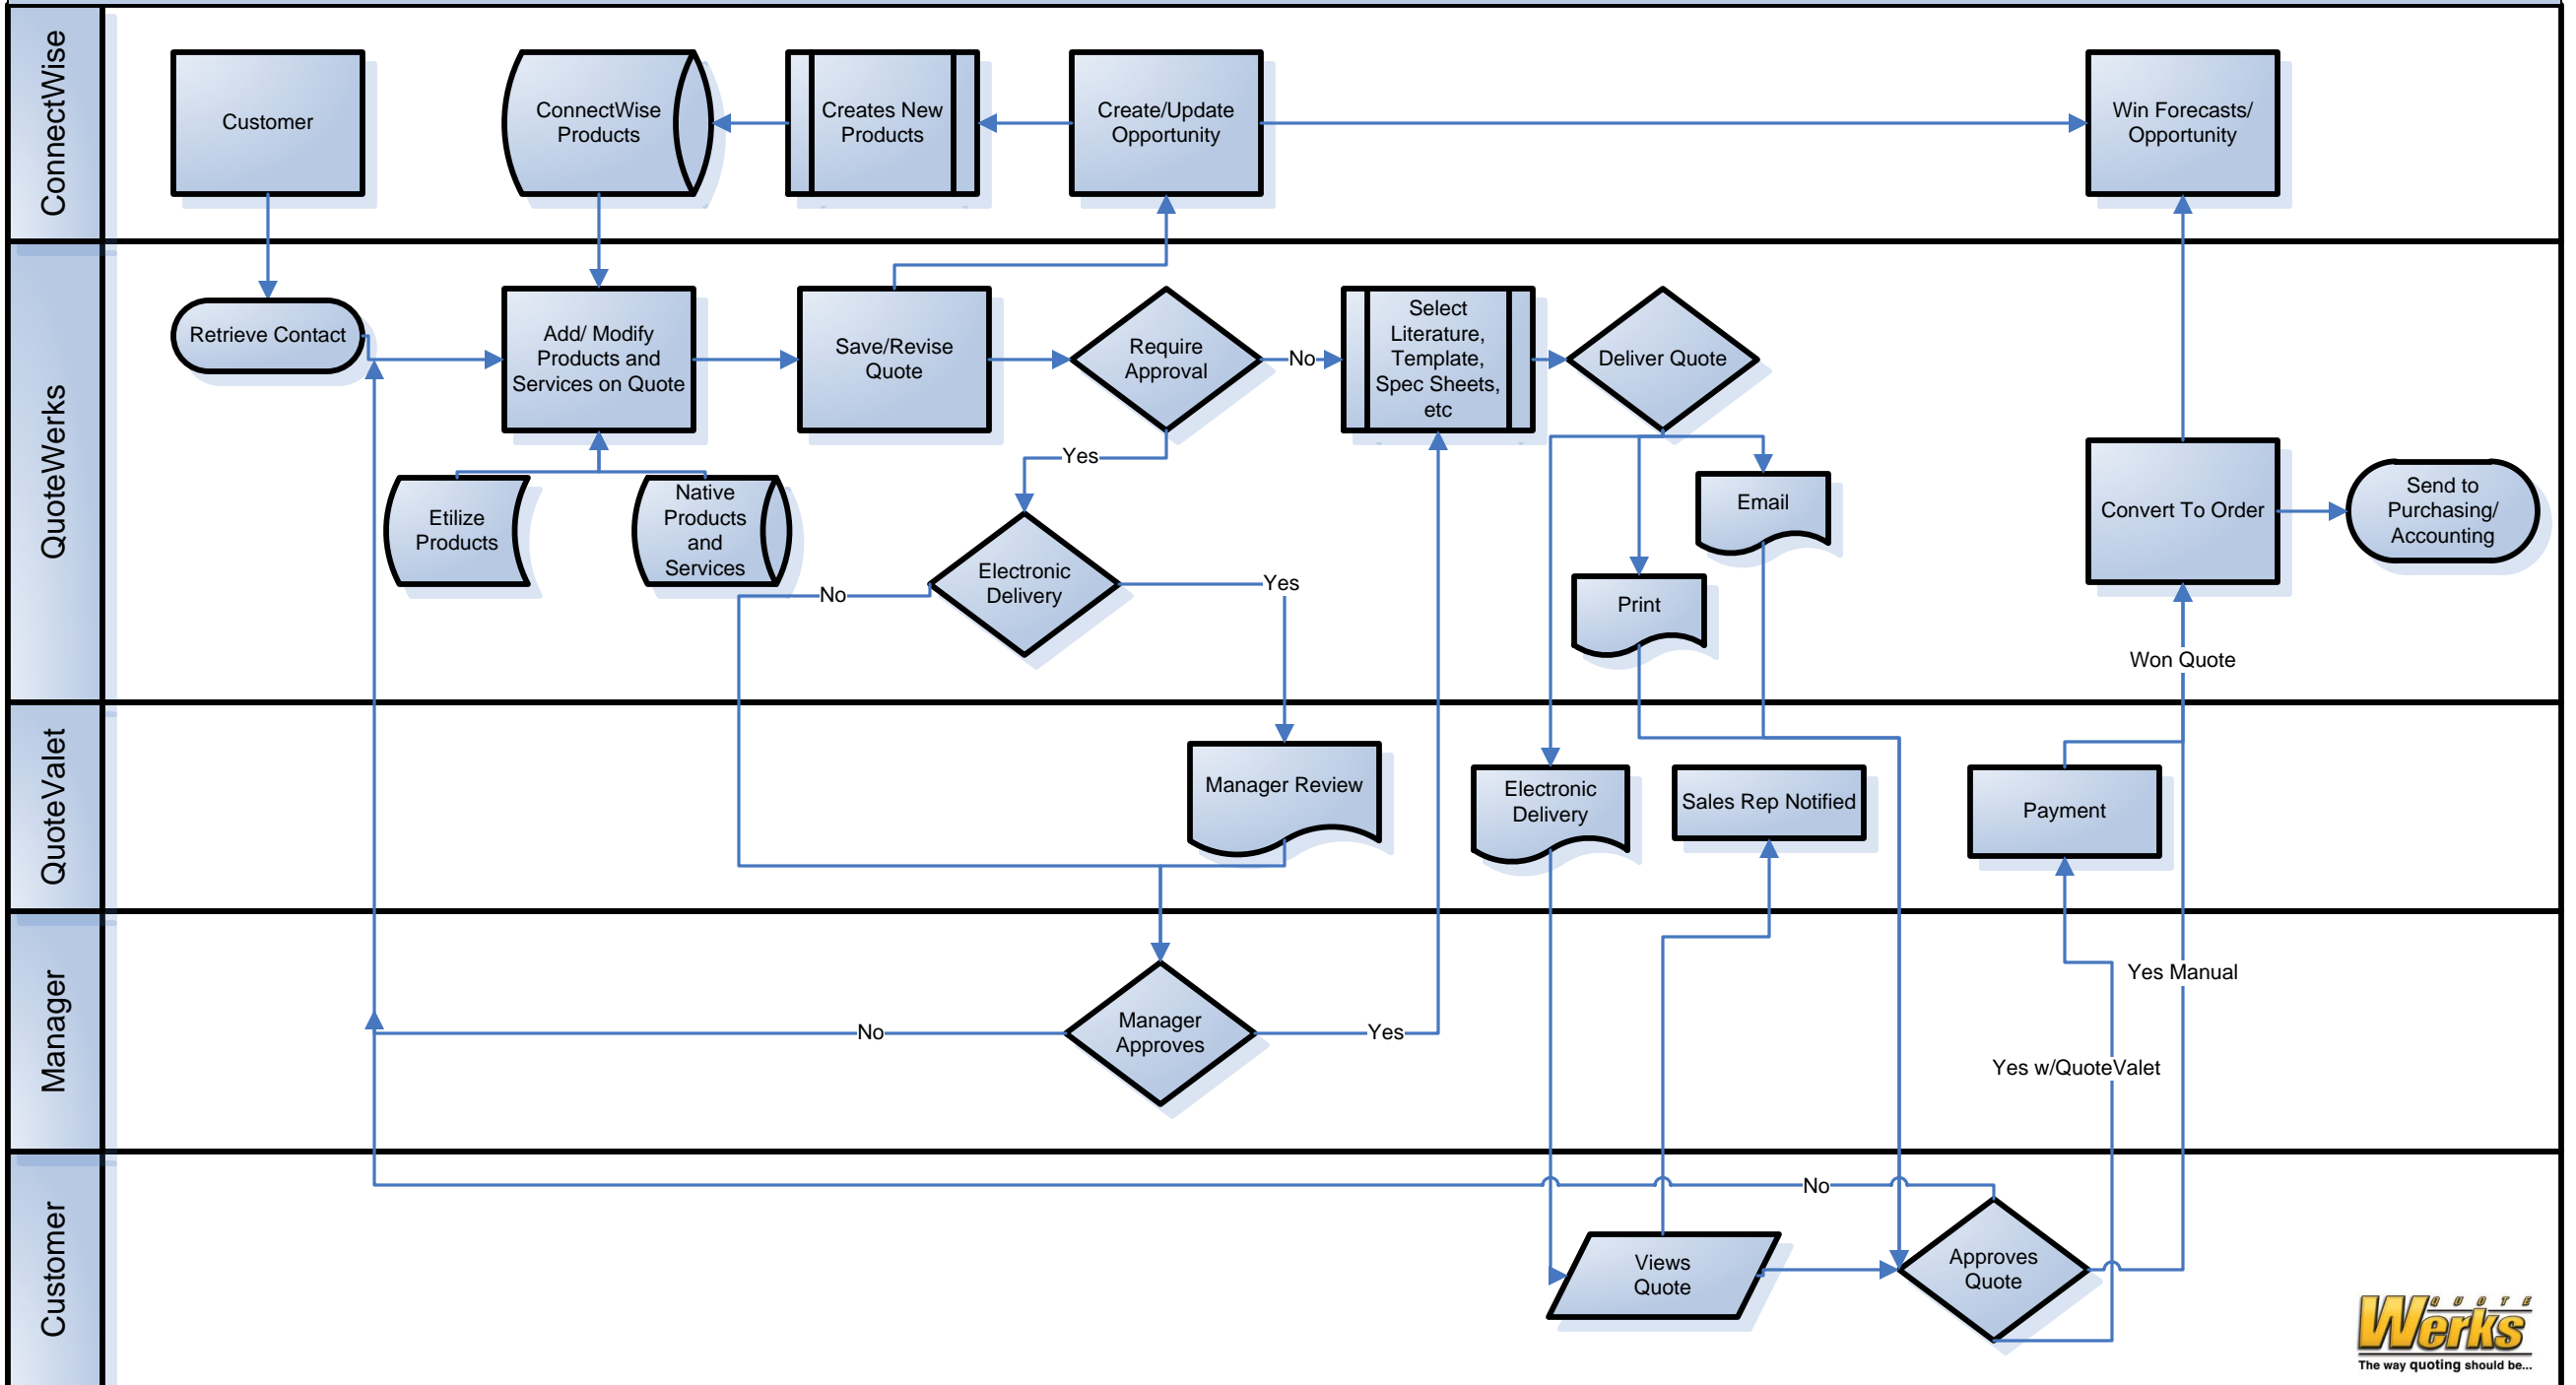 ConnectWise
Customer
ConnectWise
Products
Creates New
Products
Create/Update
Opportunity
Win Forecasts/
Opportunity
QuoteWerks
Retrieve Contact
Add/ Modify
Products and
Services on Quote
Save/Revise
Quote
Require
Approval
No
Select
Literature,
Template,
Spec Sheets,
etc
Deliver Quote
Yes
Etilize
Products
Native
Products
and
Services
Email
Convert To Order
Send to
Purchasing/
Accounting
Electronic
Delivery
No
Yes
Print
Won Quote
QuoteValet
Manager Review
Electronic
Delivery
Sales Rep Notified
Payment
Manager
Manager
Approves
No
Yes
Yes Manual
Yes w/QuoteValet
Customer
No
Views
Quote
Approves
Quote
QUOTE
Werks
The way quoting should be...